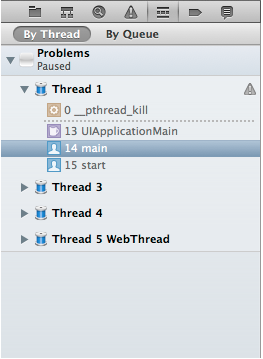 By Thread By Queue
Problems
Paused
Thread 1
0 __pthread_kill
13 UIApplicationMain
14 main
15 start
Thread 3
Thread 4
Thread 5 WebThread